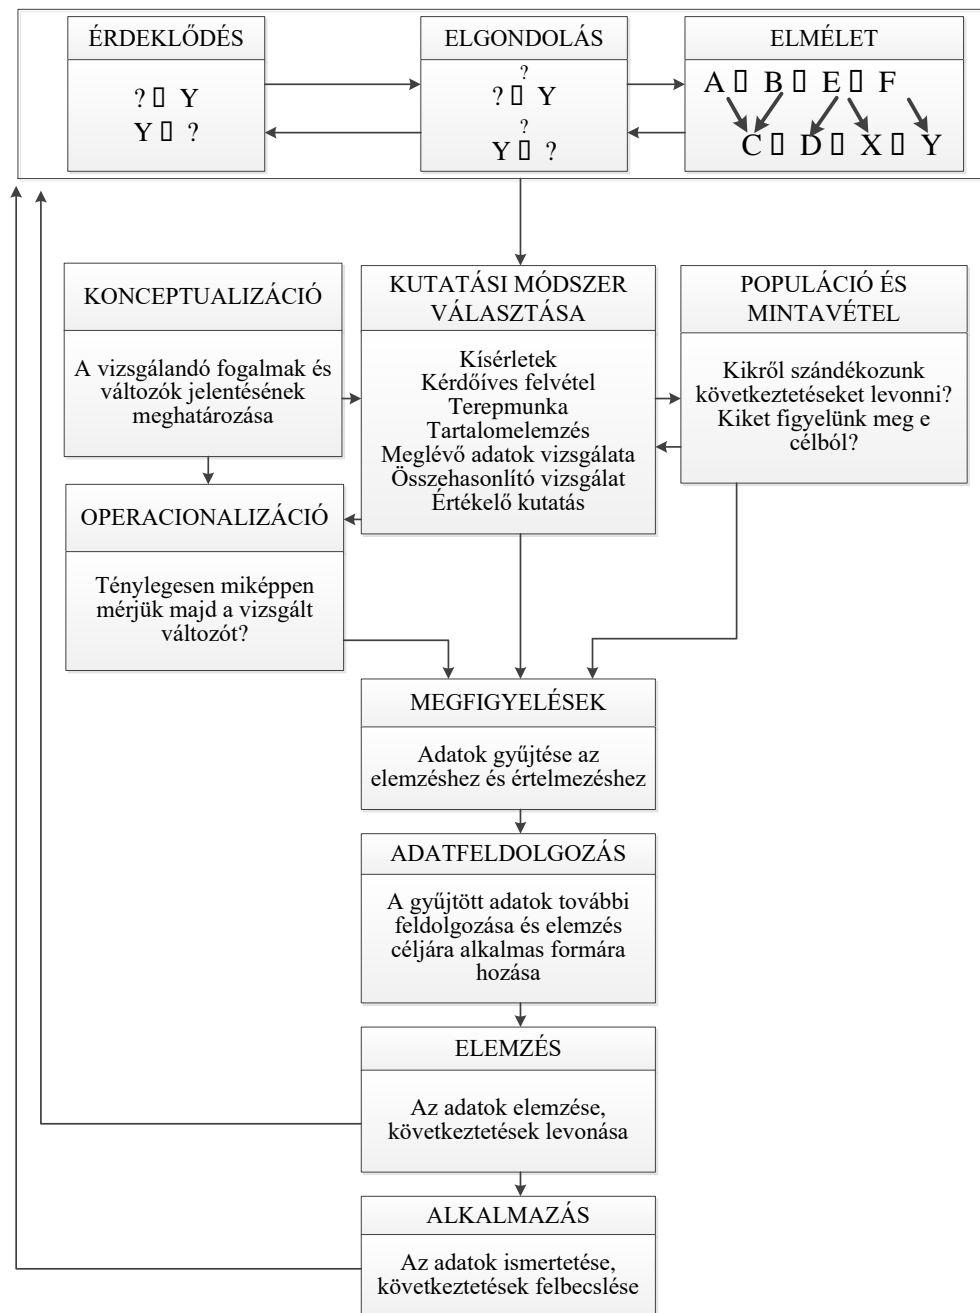 ÉRDEKLŐDÉS
? ▯ Y
Y ▯ ?
ELGONDOLÁS
?
? ▯ Y
?
Y ▯ ?
ELMÉLET
A ▯ B ▯ E ▯ F
C ▯ D ▯ X ▯ Y
KONCEPTUALIZÁCIÓ
A vizsgálandó fogalmak és
változók jelentésének
meghatározása
KUTATÁSI MÓDSZER
VÁLASZTÁSA
Kísérletek
Kérdőíves felvétel
Terepmunka
Tartalomelemzés
Meglévő adatok vizsgálata
Összehasonlító vizsgálat
Értékelő kutatás
POPULÁCIÓ ÉS
MINTAVÉTEL
Kikről szándékozunk
következtetéseket levonni?
Kiket figyelünk meg e
célból?
OPERACIONALIZÁCIÓ
Ténylegesen miképpen
mérjük majd a vizsgált
változót?
MEGFIGYELÉSEK
Adatok gyűjtése az
elemzéshez és értelmezéshez
ADATFELDOLGOZÁS
A gyűjtött adatok további
feldolgozása és elemzés
céljára alkalmas formára
hozása
ELEMZÉS
Az adatok elemzése,
következtetések levonása
ALKALMAZÁS
Az adatok ismertetése,
következtetések felbecslése